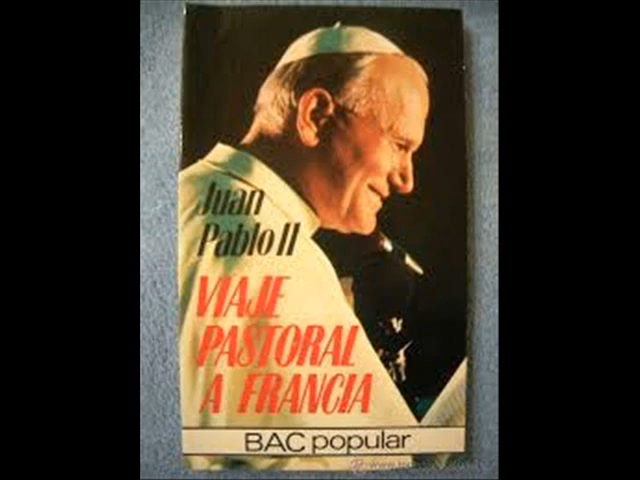 Juan
Pablo II
VIAJE
PASTORAL
A FRANCIA
BAC popular